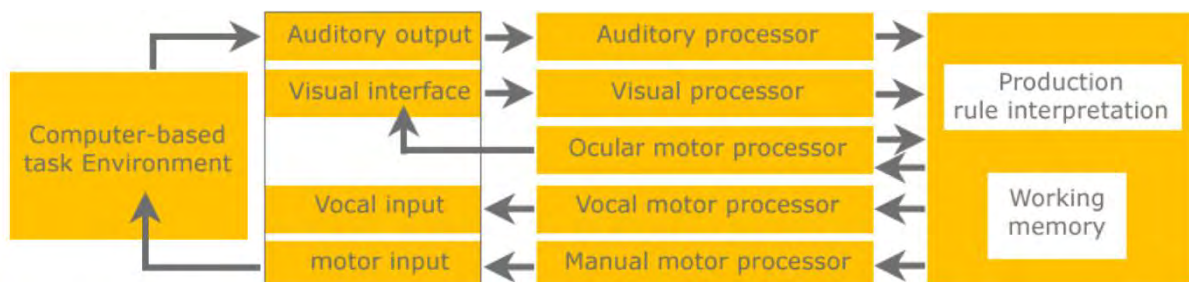 Auditory output
Auditory processor
Visual interface
Visual processor
Production
rule interpretation
Computer-based
task Environment
Ocular motor processor
Vocal input
Vocal motor processor
Working
memory
motor input
Manual motor processor